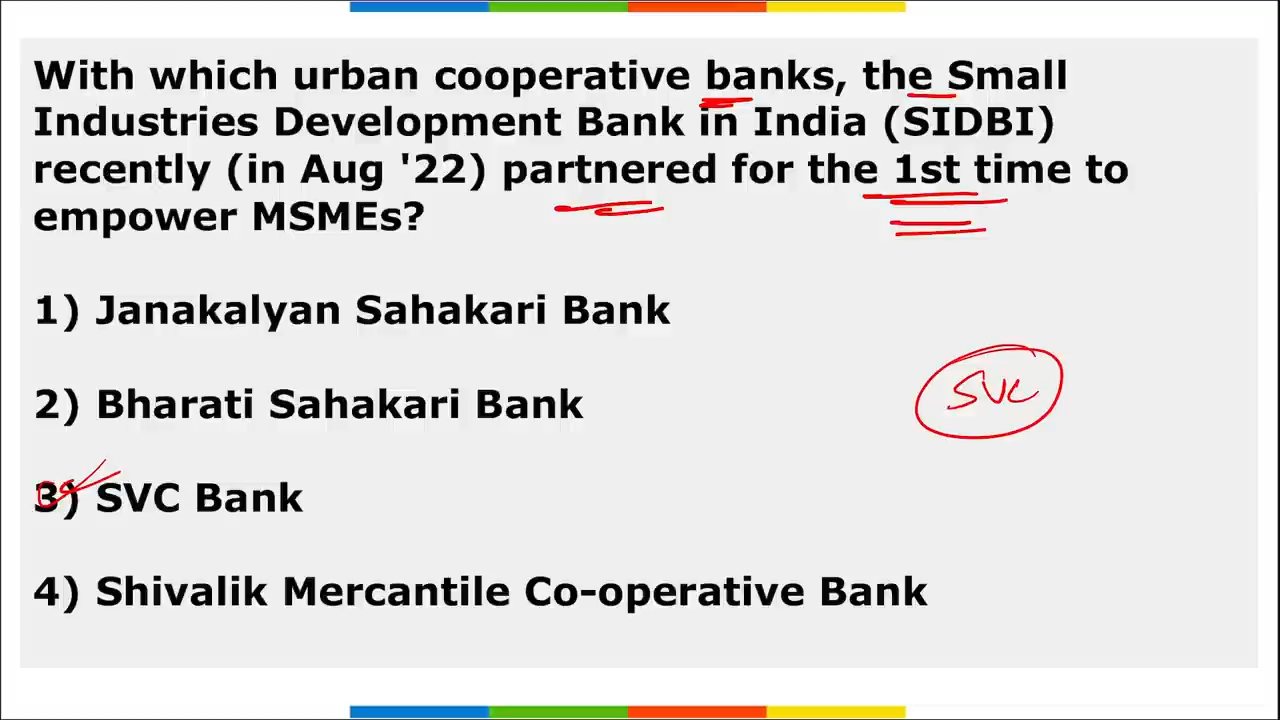 With which urban cooperative banks, the Small
Industries Development Bank in India (SIDBI)
recently (in Aug '22) partnered for the 1st time to
empower MSMEs?
1) Janakalyan Sahakari Bank
2) Bharati Sahakari Bank
SVC
3) SVC Bank
4) Shivalik Mercantile Co-operative Bank